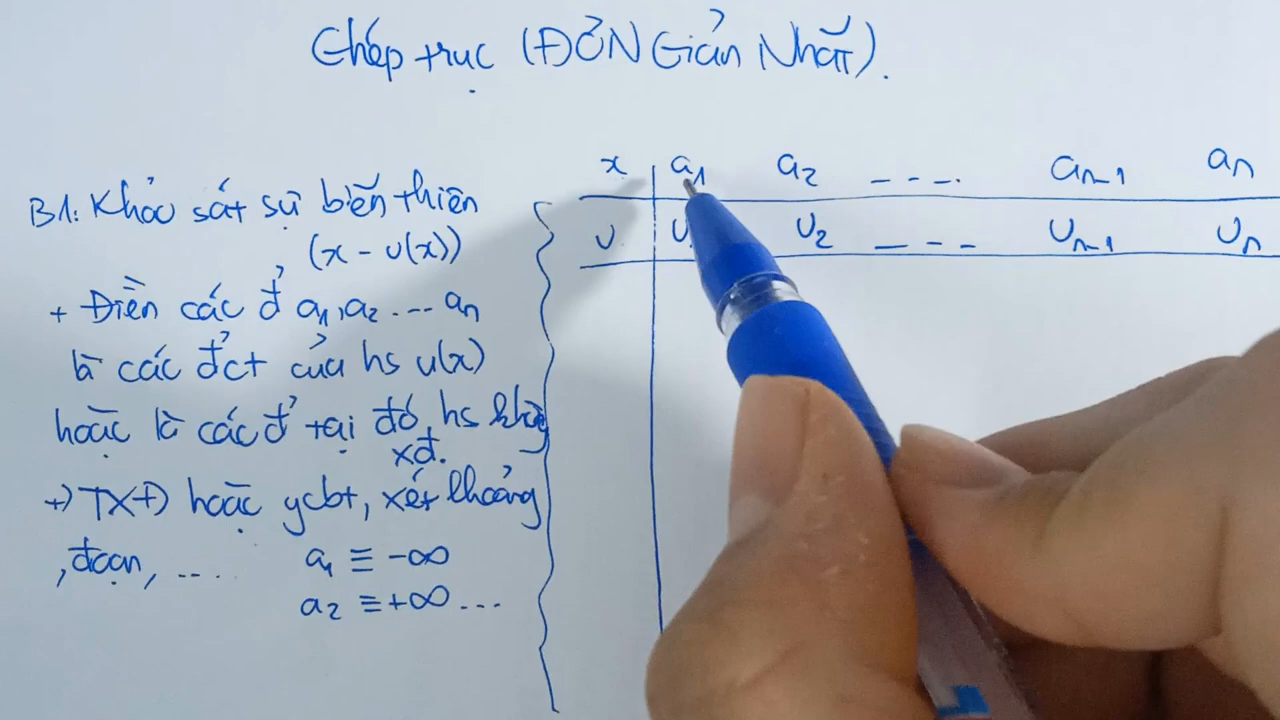 Ghép trục (ĐƠN Giản Nhất).
B1: Khảo sát sự biến thiên
(x - u(x))
+ Điền các đ' a1, a2 .... an
là các đ'ct của hs u(x)
hoặc là các đ' tại đó, hs khg
xđ.
+) TXĐ hoặc ycbt, xét khoảng
, đoạn, ....
a1 ≡ -∞
a2 ≡ +∞ ...
x a1 a2 ---- an-1 an
u u u2 ---- un-1 un